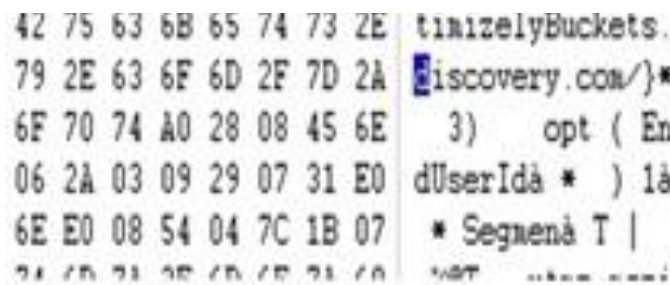 42 75 63 6B 65 74 73 2E timizelyBuckets.
79 2E 63 6F 6D 2F 7D 2A discovery.com/}*
6F 70 74 A0 28 08 45 6E 3) opt ( En
06 2A 03 09 29 07 31 E0 dUserIdà * ) 1à
6E E0 08 54 04 7C 1B 07 * Segmenà T |